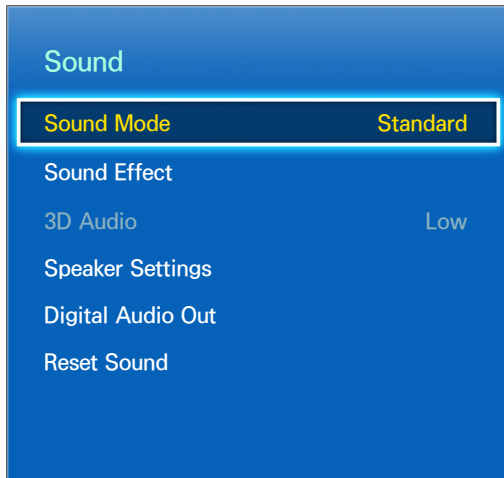 Sound
Sound Mode Standard
Sound Effect
3D Audio Low
Speaker Settings
Digital Audio Out
Reset Sound